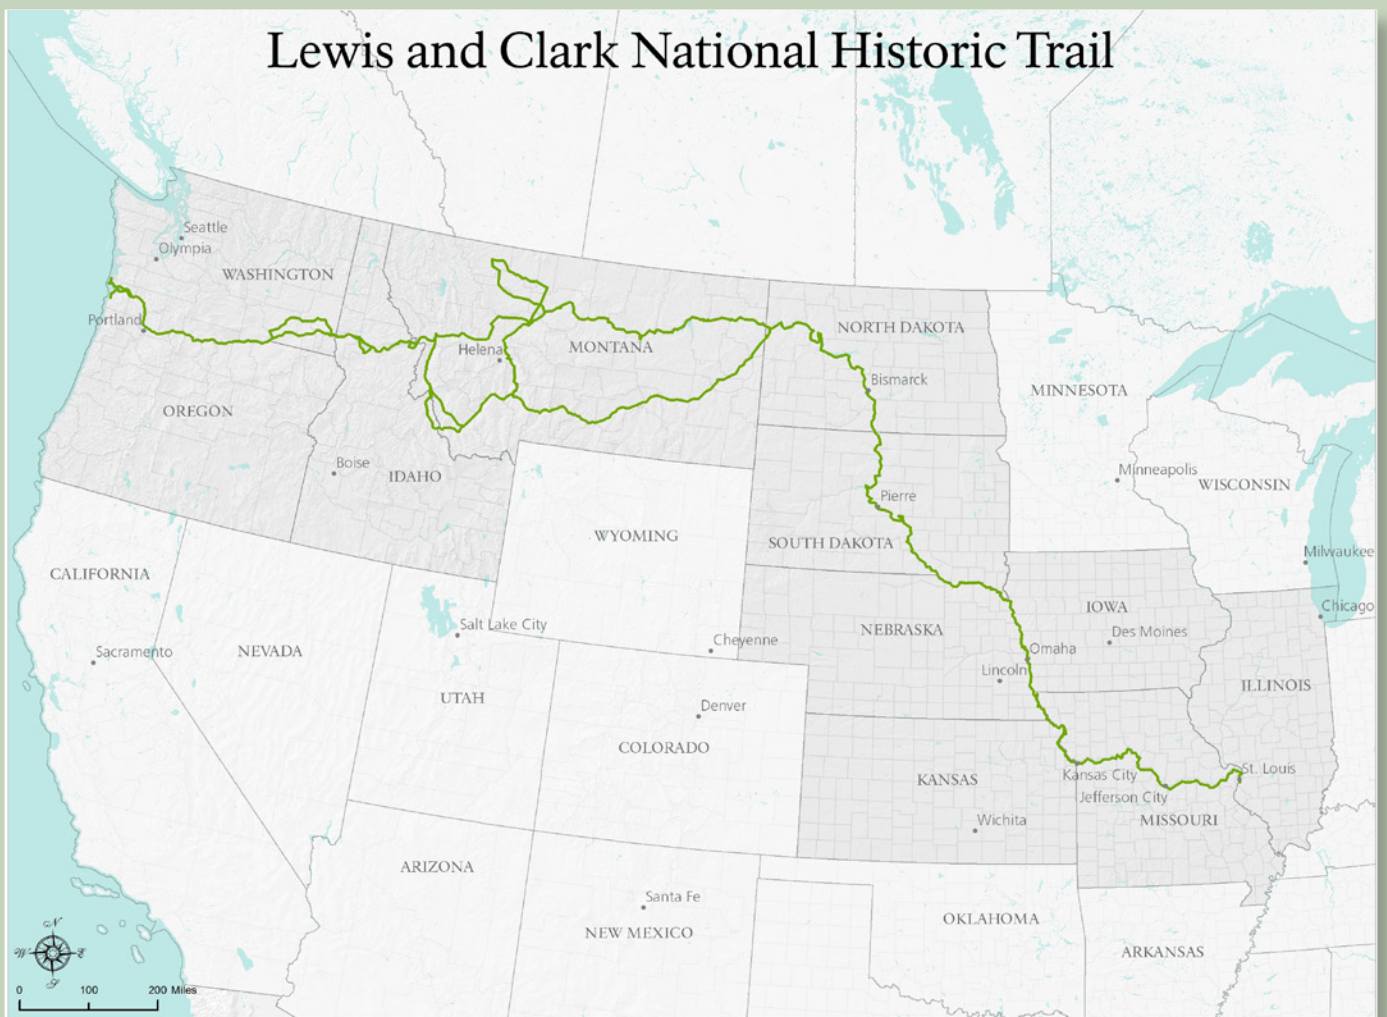 Lewis and Clark National Historic Trail
Seattle
Olympia
WASHINGTON
Portland
Helena
MONTANA
NORTH DAKOTA
Bismarck
MINNESOTA
OREGON
Boise
IDAHO
Minneapolis
WISCONSIN
Pierre
WYOMING
SOUTH DAKOTA
Milwaukee
CALIFORNIA
IOWA
Chicago
Salt Lake City
NEBRASKA
Des Moines
Cheyenne
Omaha
Sacramento
NEVADA
Lincoln
ILLINOIS
UTAH
Denver
COLORADO
St. Louis
Kansas City
KANSAS
Jefferson City
Wichita
MISSOURI
ARIZONA
Santa Fe
NEW MEXICO
OKLAHOMA
ARKANSAS
N
W E
S
0 100 200 Miles